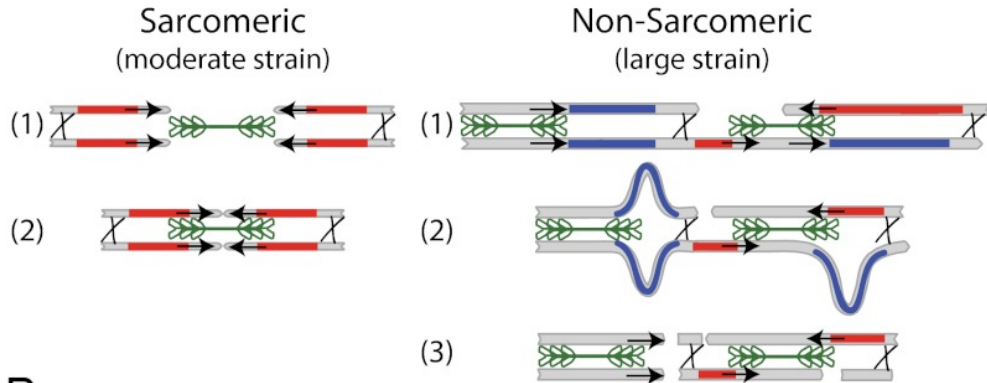 Sarcomeric
(moderate strain)
Non-Sarcomeric
(large strain)
(1)
(1)
(2)
(2)
(3)